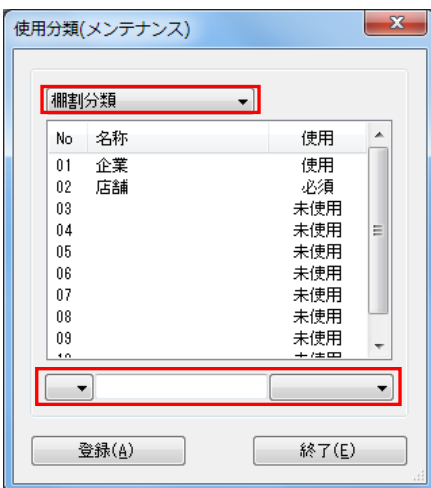 使用分類(メンテナンス)
棚割分類
No 名称 使用
01 企業 使用
02 店舗 必須
03 未使用
04 未使用
05 未使用
06 未使用
07 未使用
08 未使用
09 未使用
登録(A) 終了(E)